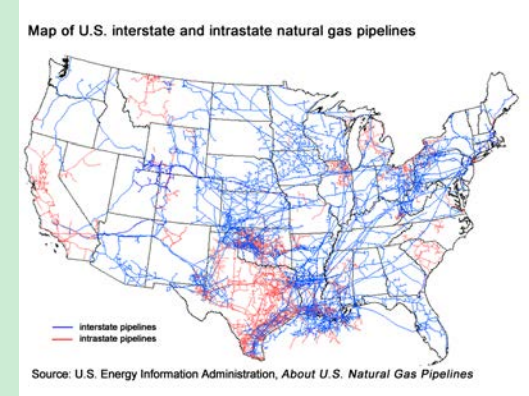 Map of U.S. interstate and intrastate natural gas pipelines
interstate pipelines
intrastate pipelines
Source: U.S. Energy Information Administration, About U.S. Natural Gas Pipelines